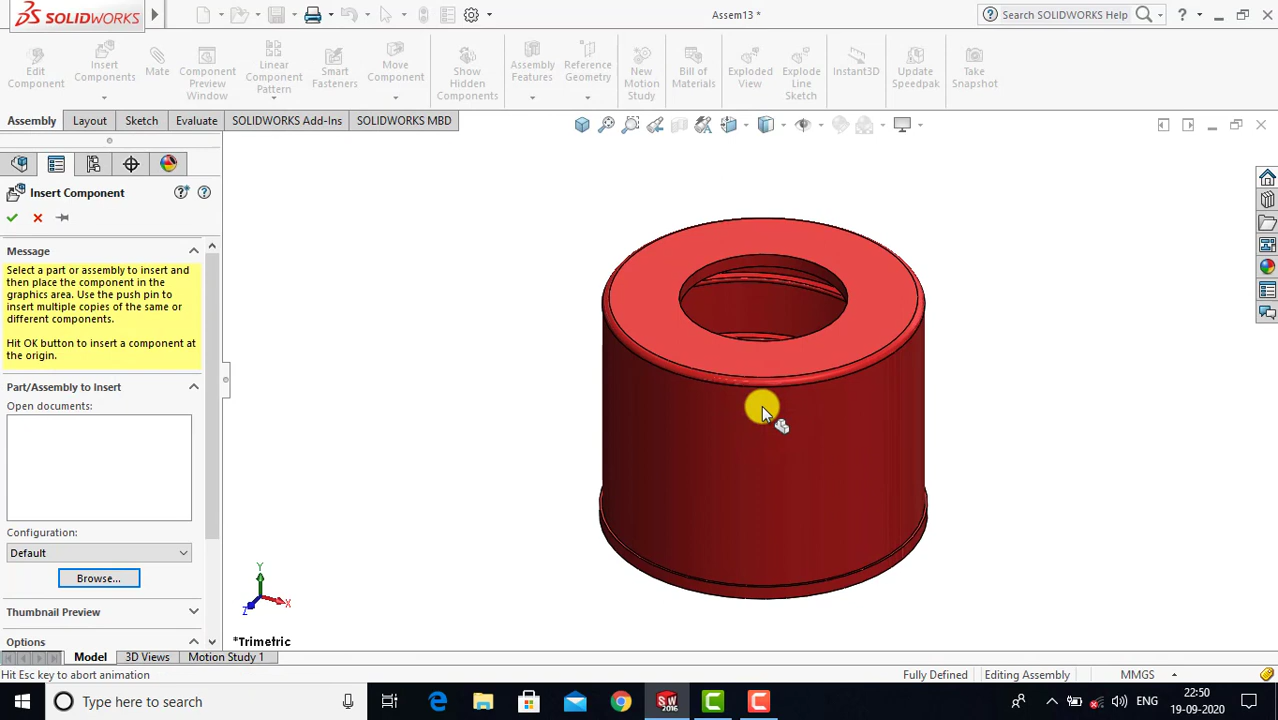 SOLIDWORKS
Assem13 *
Search SOLIDWORKS Help
Edit
Component
Insert
Components
Mate
Component
Preview
Window
Linear
Component
Pattern
Smart
Fasteners
Move
Component
Show
Hidden
Components
Assembly
Features
Reference
Geometry
New
Motion
Study
Bill of
Materials
Exploded
View
Explode
Line
Sketch
Instant3D
Update
Speedpak
Take
Snapshot
Assembly
Layout
Sketch
Evaluate
SOLIDWORKS Add-Ins
SOLIDWORKS MBD
Insert Component
Message
Select a part or assembly to insert and
then place the component in the
graphics area. Use the push pin to
insert multiple copies of the same or
different components.
Hit OK button to insert a component at
the origin.
Part/Assembly to Insert
Open documents:
Configuration:
Default
Browse...
Thumbnail Preview
Options
Y
X
Z
*Trimetric
Model
3D Views
Motion Study 1
Hit Esc key to abort animation
Fully Defined
Editing Assembly
MMGS
Type here to search
SW
2016
ENG
22:50
19-09-2020